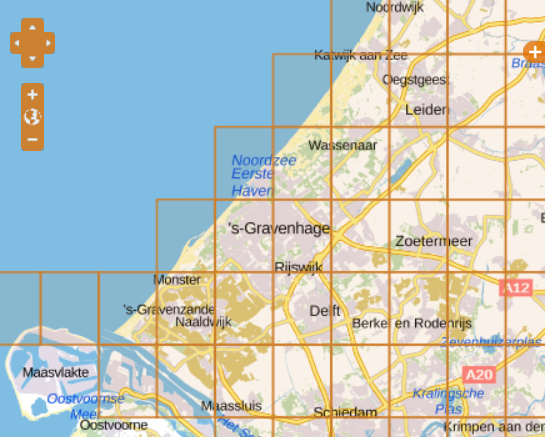 Noordwijk
Katwijk aan Zee
Oegstgeest
Leiden
Wassenaar
Noordzee
Eerste
Haven
's-Gravenhage
Zoetermeer
Rijswijk
Monster
A12
's-Gravenzande
Naaldwijk
Delft
Berkel en Rodenrijs
Zevenhuizerplas
Maasvlakte
A20
Oostvoornse
Meer
Kralingsche
Plas
Maassluis
Schiedam
Oostvoorne
Het
Krimpen aan den